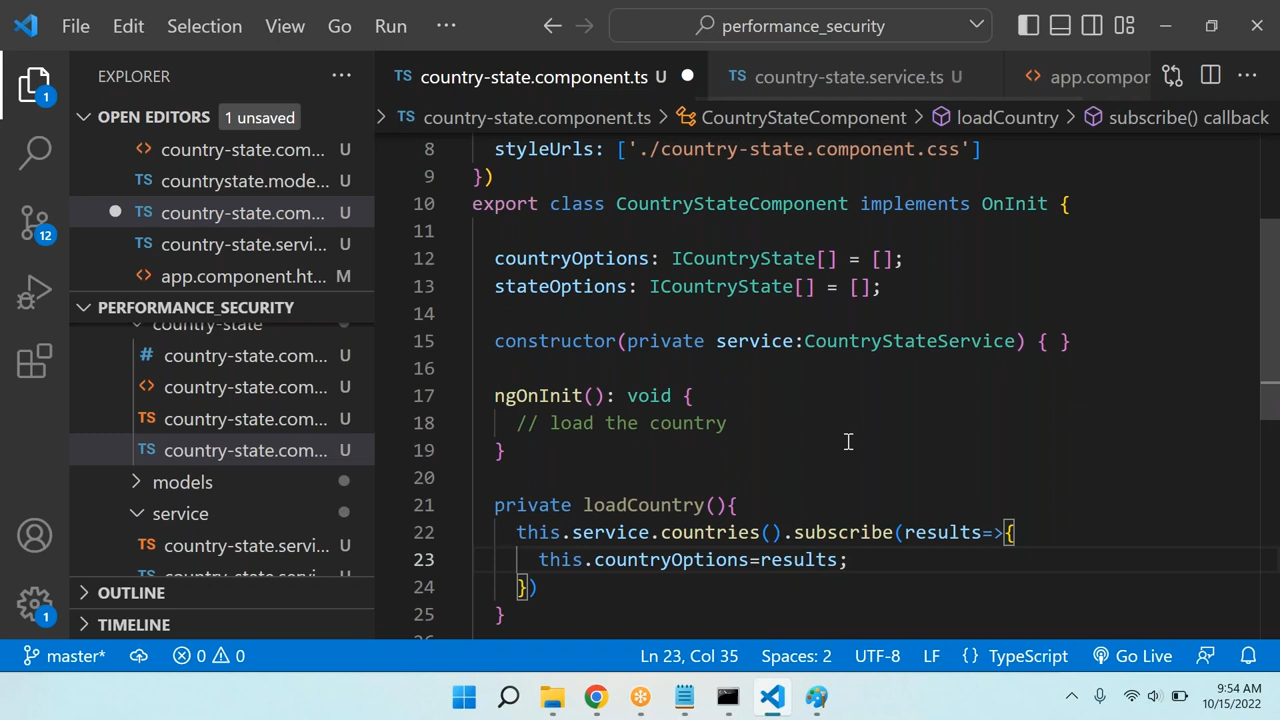 File Edit Selection View Go Run ··· performance_security
EXPLORER ···
OPEN EDITORS 1 unsaved
country-state.com... U
countrystate.mode... U
country-state.com... U
country-state.servi... U
app.component.ht... M
PERFORMANCE_SECURITY
country-state
country-state.com... U
country-state.com... U
country-state.com... U
country-state.com... U
models
service
country-state.servi... U
OUTLINE
TIMELINE
1
12
1
country-state.component.ts U country-state.service.ts U app.compor ···
country-state.component.ts > CountryStateComponent > loadCountry > subscribe() callback
8 styleUrls: ['./country-state.component.css']
9 })
10 export class CountryStateComponent implements OnInit {
11
12 countryOptions: ICountryState[] = [];
13 stateOptions: ICountryState[] = [];
14
15 constructor(private service:CountryStateService) { }
16
17 ngOnInit(): void {
18 // load the country
19 }
20
21 private loadCountry(){
22 this.service.countries().subscribe(results=>{
23 this.countryOptions=results;
24 })
25 }
master* 0 0 Ln 23, Col 35 Spaces: 2 UTF-8 LF {} TypeScript Go Live
9:54 AM
10/15/2022